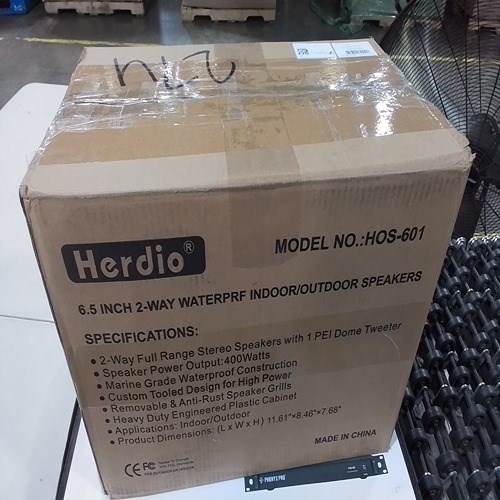 Herdio®
MODEL NO.:HOS-601
6.5 INCH 2-WAY WATERPRF INDOOR/OUTDOOR SPEAKERS
SPECIFICATIONS:
• 2-Way Full Range Stereo Speakers with 1 PEI Dome Tweeter
• Speaker Power Output:400Watts
• Marine Grade Waterproof Construction
• Custom Tooled Design for High Power
• Removable & Anti-Rust Speaker Grills
• Heavy Duty Engineered Plastic Cabinet
• Applications: Indoor/Outdoor
• Product Dimensions: (L x W x H) 11.61"×8.46"×7.68"
MADE IN CHINA
CE FC